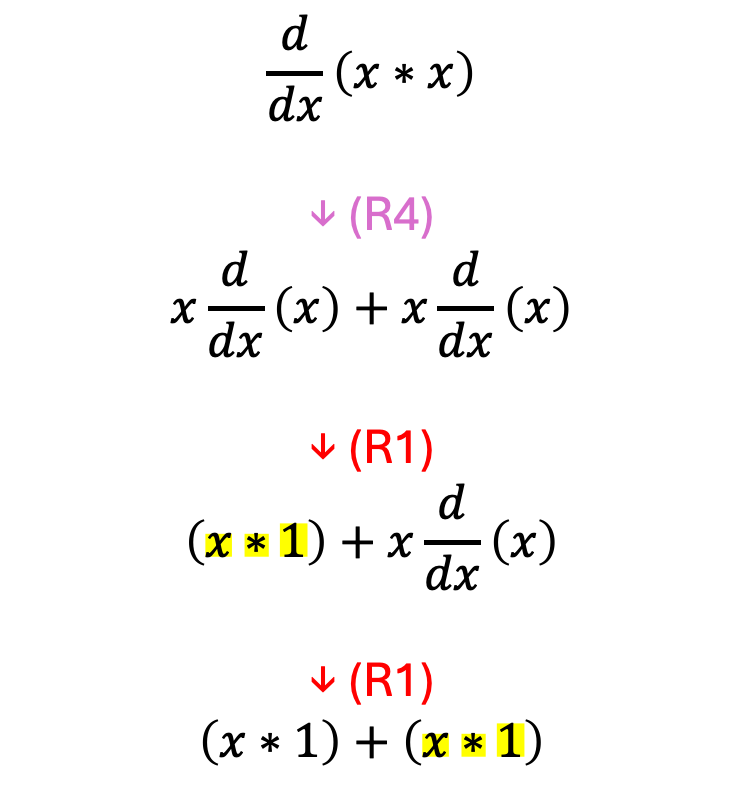 d/dx (x ∗ x)
↓ (R4)
x d/dx (x) + x d/dx (x)
↓ (R1)
(x ∗ 1) + x d/dx (x)
↓ (R1)
(x ∗ 1) + (x ∗ 1)